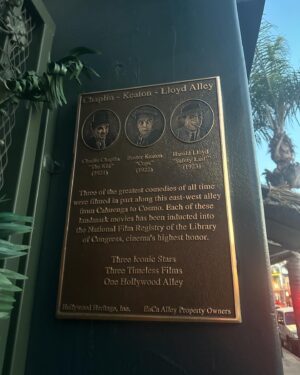 Chaplin - Keaton - Lloyd Alley
Charlie Chaplin Buster Keaton Harold Lloyd
"The Kid" "Cops" "Safety Last"
(1921) (1922) (1923)
Three of the greatest comedies of all time
were filmed in part along this east-west alley
from Cahuenga to Cosmo. Each of these
landmark movies has been inducted into
the National Film Registry of the Library
of Congress, cinema's highest honor.
Three Iconic Stars
Three Timeless Films
One Hollywood Alley
Hollywood Heritage, Inc. EaCa Alley Property Owners